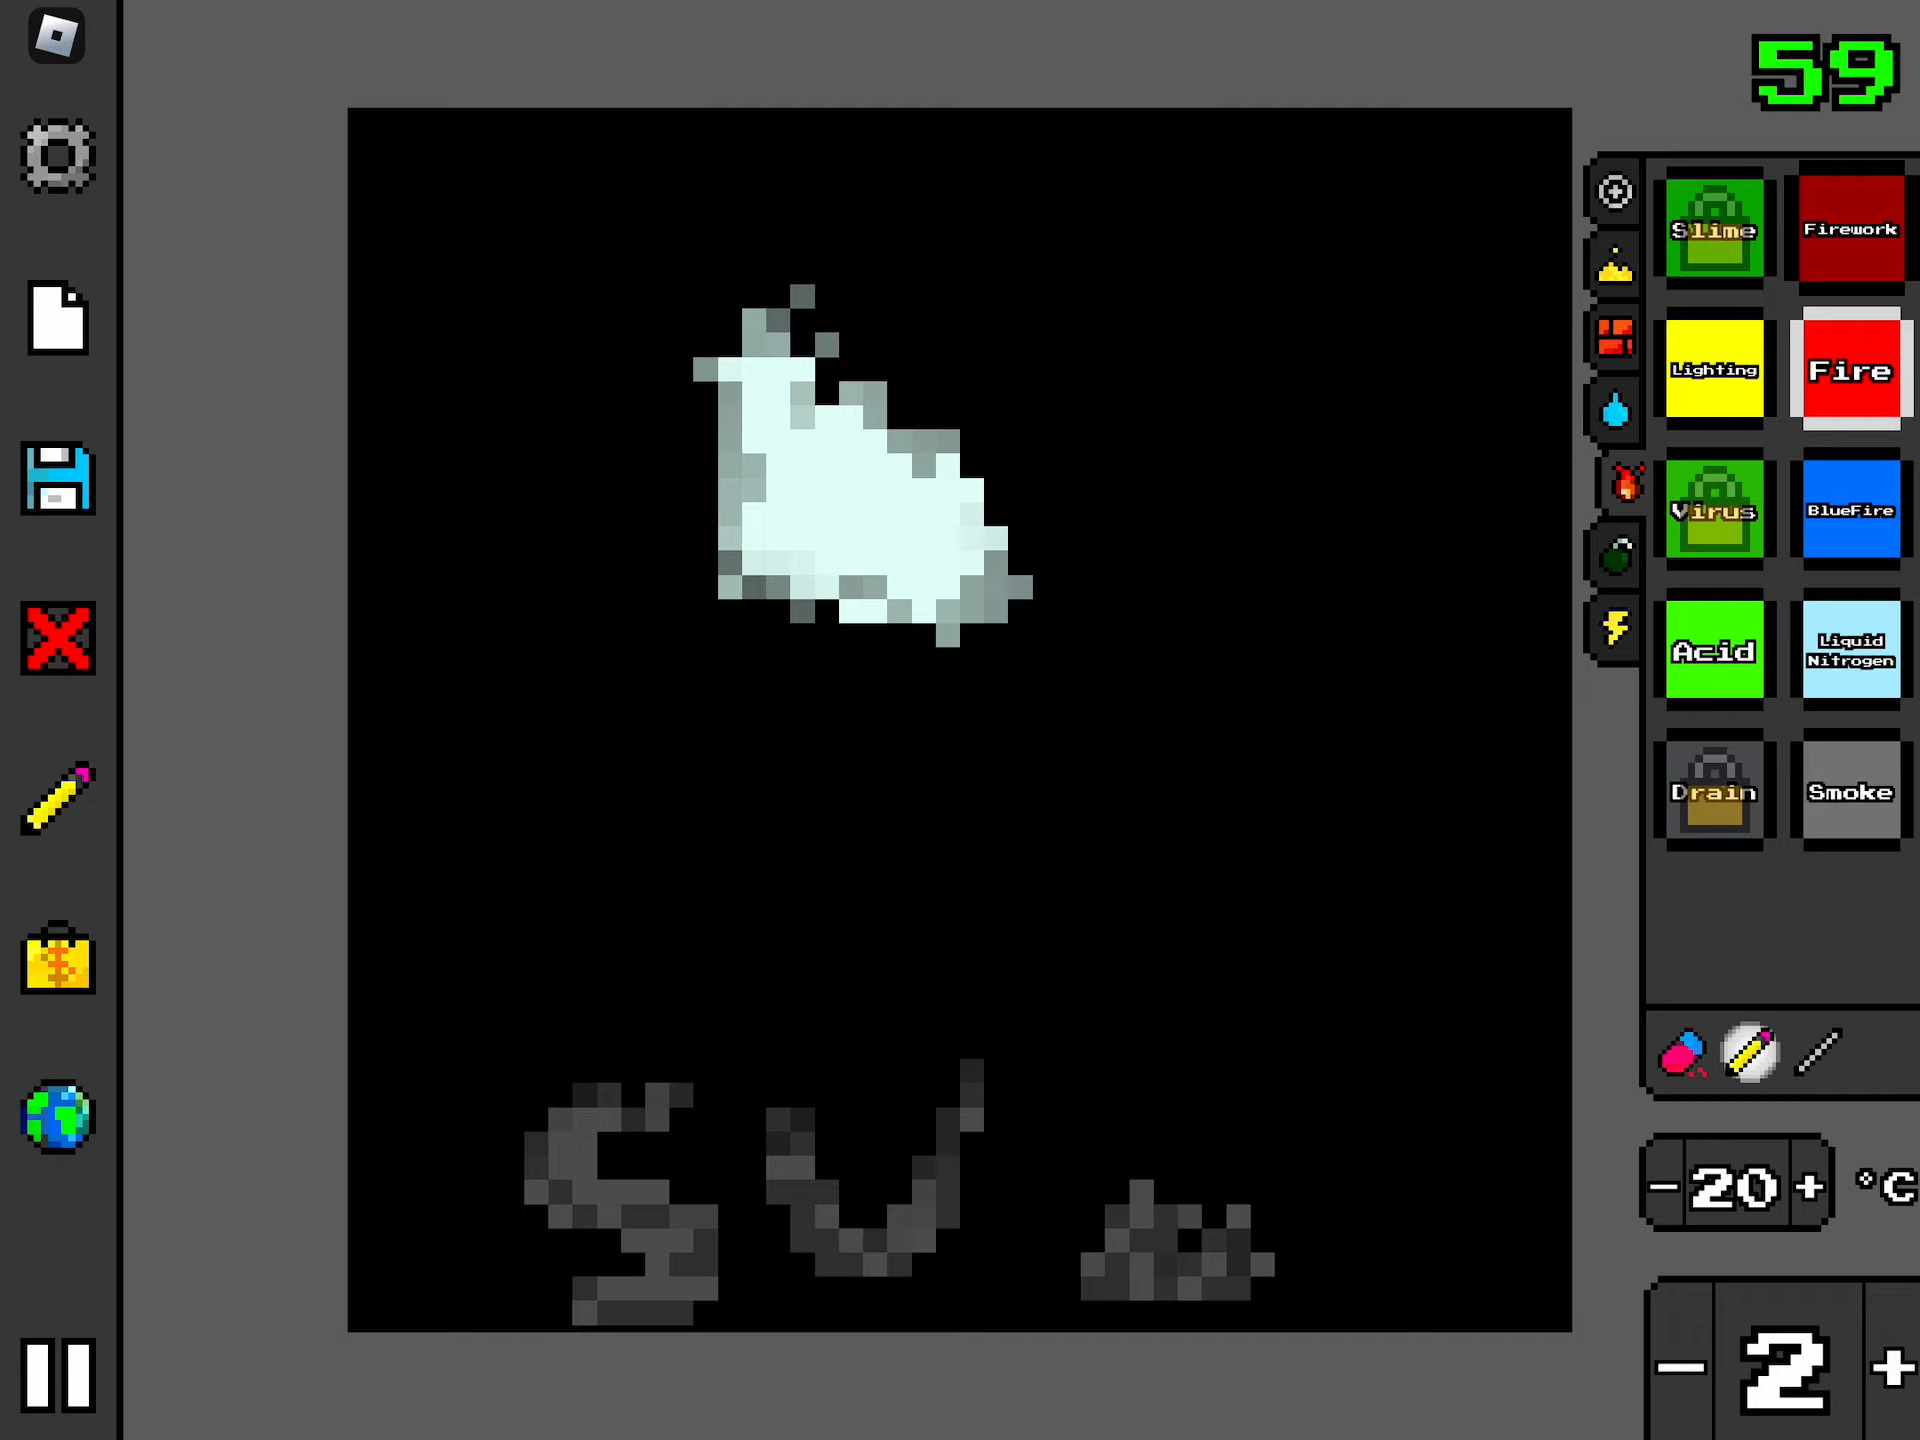 59
Slime Firework
Lighting Fire
Virus BlueFire
Acid Liquid Nitrogen
Drain Smoke
- 20 + °C
- 2 +